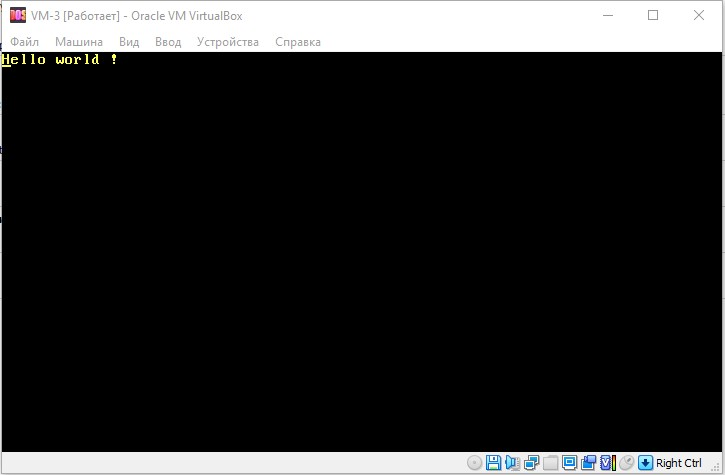 VM-3 [Работает] - Oracle VM VirtualBox
Файл Машина Вид Ввод Устройства Справка
Hello world !
Right Ctrl